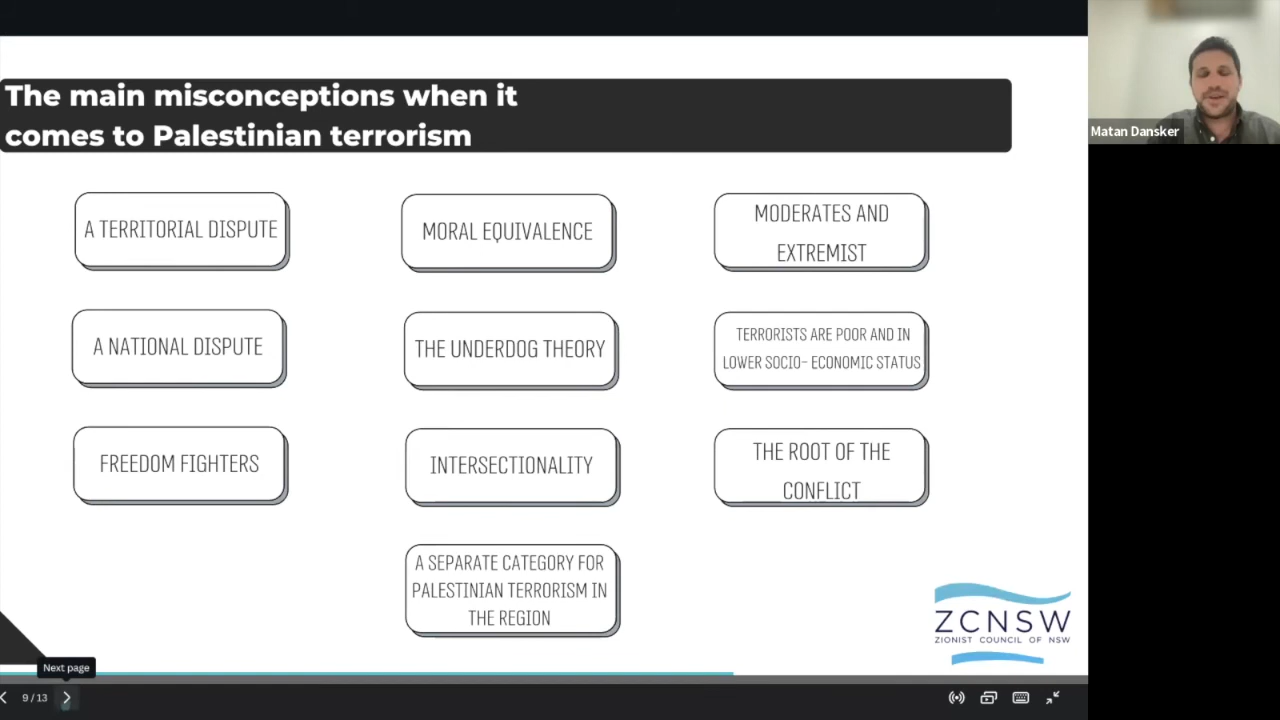 The main misconceptions when it
comes to Palestinian terrorism
A TERRITORIAL DISPUTE
MORAL EQUIVALENCE
MODERATES AND
EXTREMIST
A NATIONAL DISPUTE
THE UNDERDOG THEORY
TERRORISTS ARE POOR AND IN
LOWER SOCIO- ECONOMIC STATUS
FREEDOM FIGHTERS
INTERSECTIONALITY
THE ROOT OF THE
CONFLICT
A SEPARATE CATEGORY FOR
PALESTINIAN TERRORISM IN
THE REGION
ZCNSW
ZIONIST COUNCIL OF NSW
Next page
9 / 13
Matan Dansker